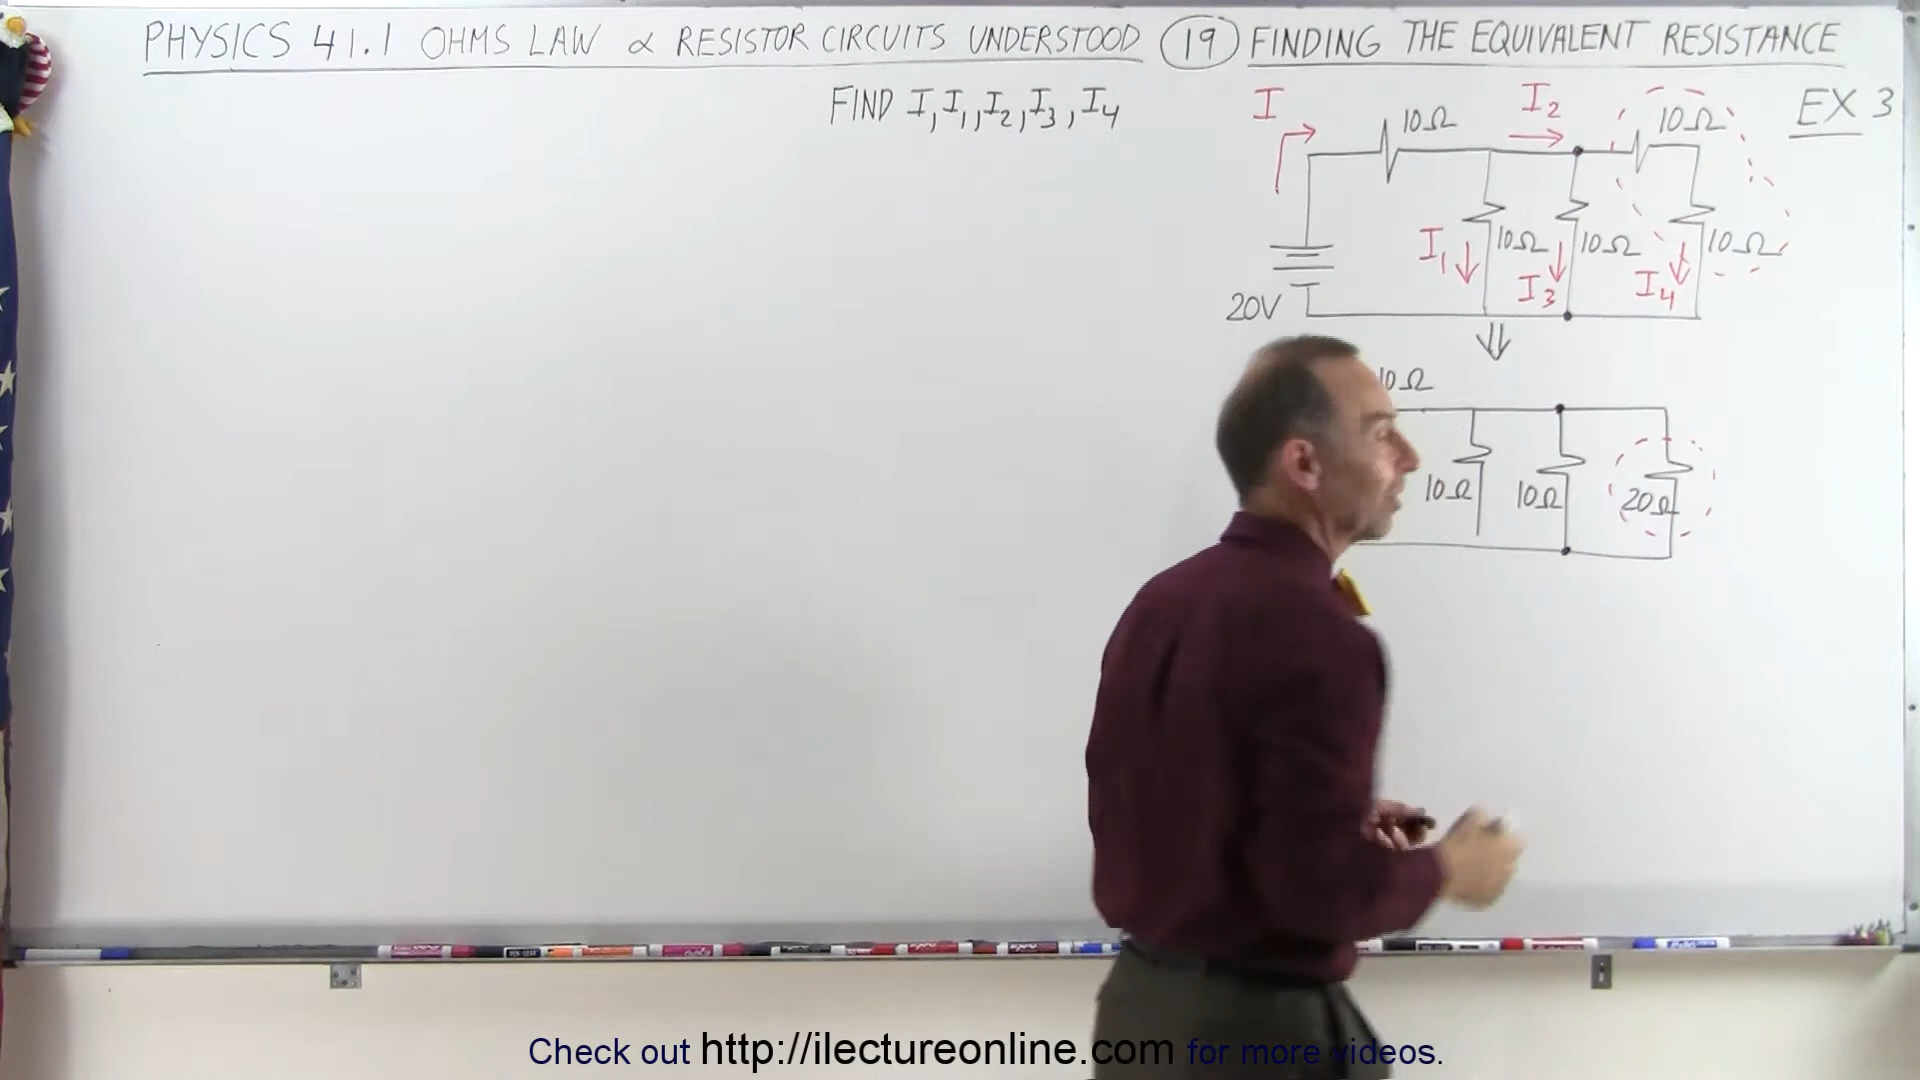 PHYSICS 41.1 OHMS LAW & RESISTOR CIRCUITS UNDERSTOOD 19 FINDING THE EQUIVALENT RESISTANCE
FIND I, I₁, I₂, I₃, I₄
EX 3
I
10Ω
I₂
10Ω
I₁
10Ω
10Ω
10Ω
I₃
I₄
20V
⇓
10Ω
10Ω
10Ω
20Ω
Check out http://ilectureonline.com for more videos.